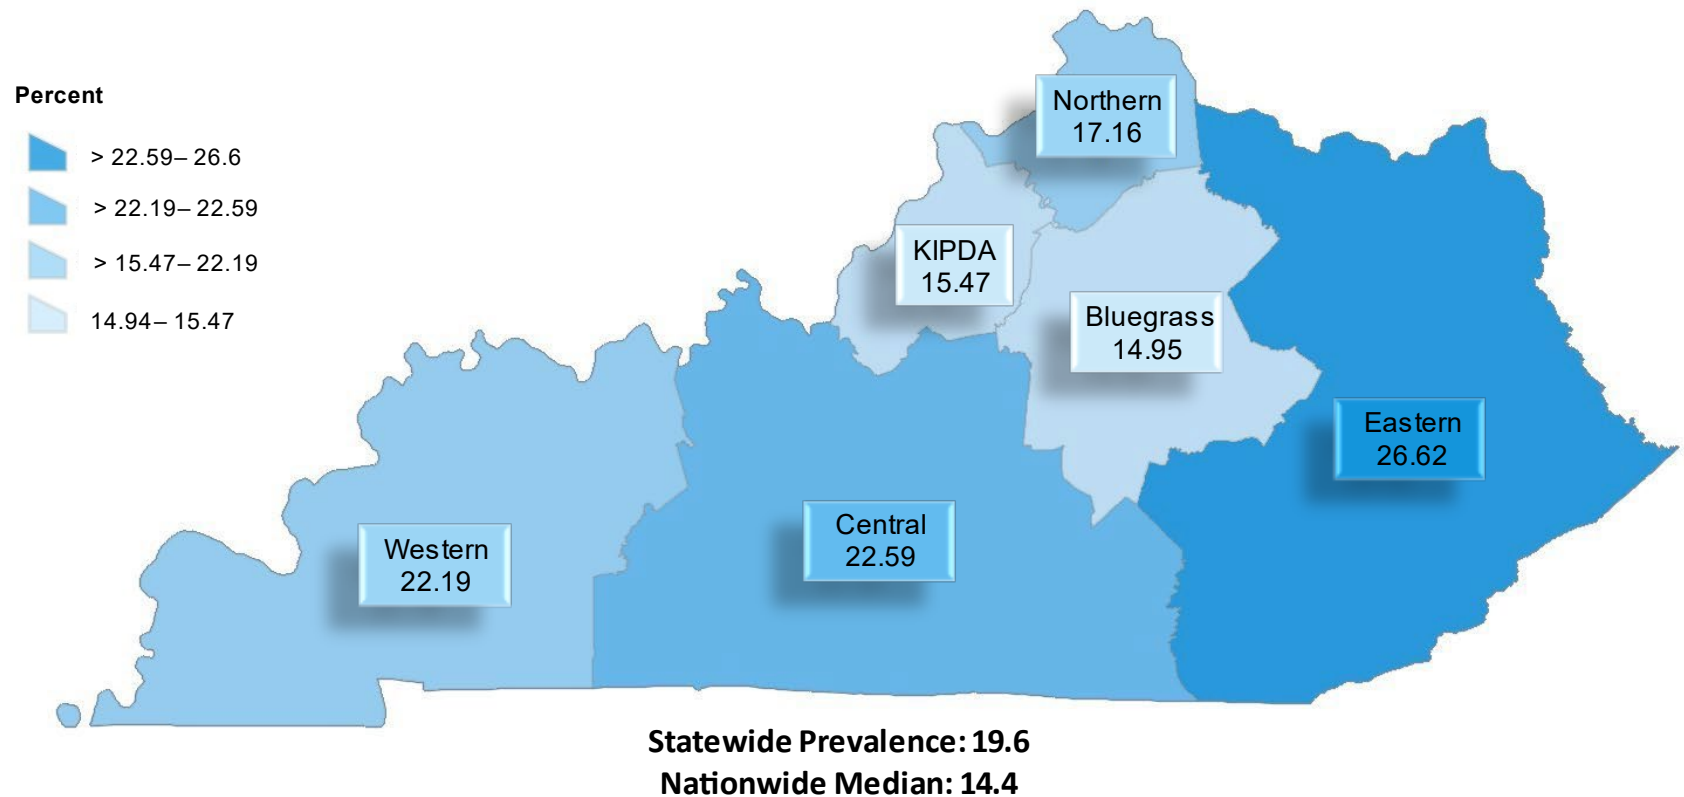 Percent
> 22.59– 26.6
> 22.19– 22.59
> 15.47– 22.19
14.94– 15.47
Northern
17.16
KIPDA
15.47
Bluegrass
14.95
Eastern
26.62
Central
22.59
Western
22.19
Statewide Prevalence: 19.6
Nationwide Median: 14.4